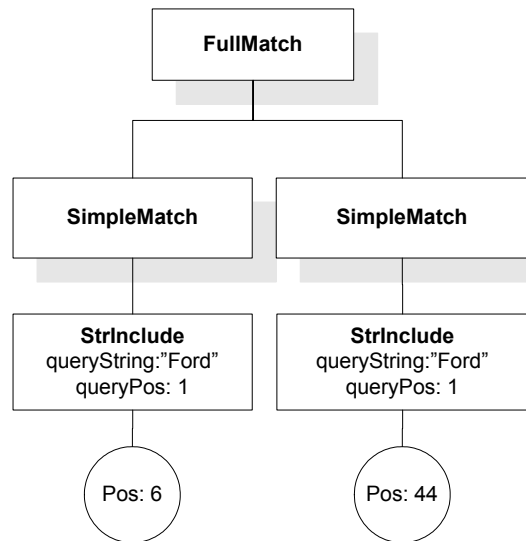 FullMatch
SimpleMatch
SimpleMatch
StrInclude
queryString:”Ford”
queryPos: 1
StrInclude
queryString:”Ford”
queryPos: 1
Pos: 6
Pos: 44